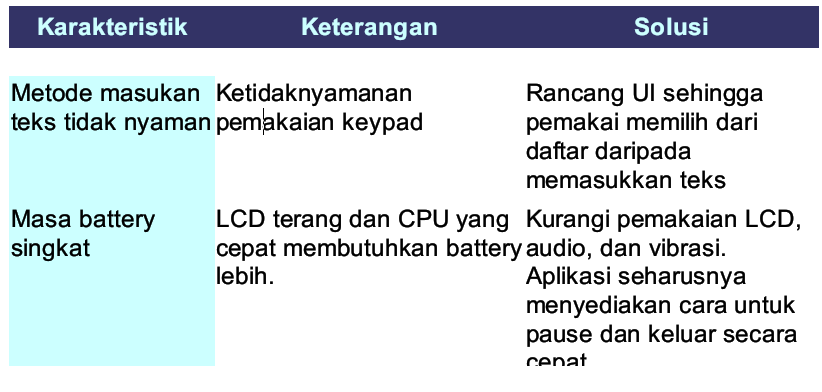 Karakteristik Keterangan Solusi
Metode masukan Ketidaknyamanan Rancang UI sehingga
teks tidak nyaman pemakaian keypad pemakai memilih dari
daftar daripada
memasukkan teks
Masa battery LCD terang dan CPU yang Kurangi pemakaian LCD,
singkat cepat membutuhkan battery audio, dan vibrasi.
lebih. Aplikasi seharusnya
menyediakan cara untuk
pause dan keluar secara
cepat